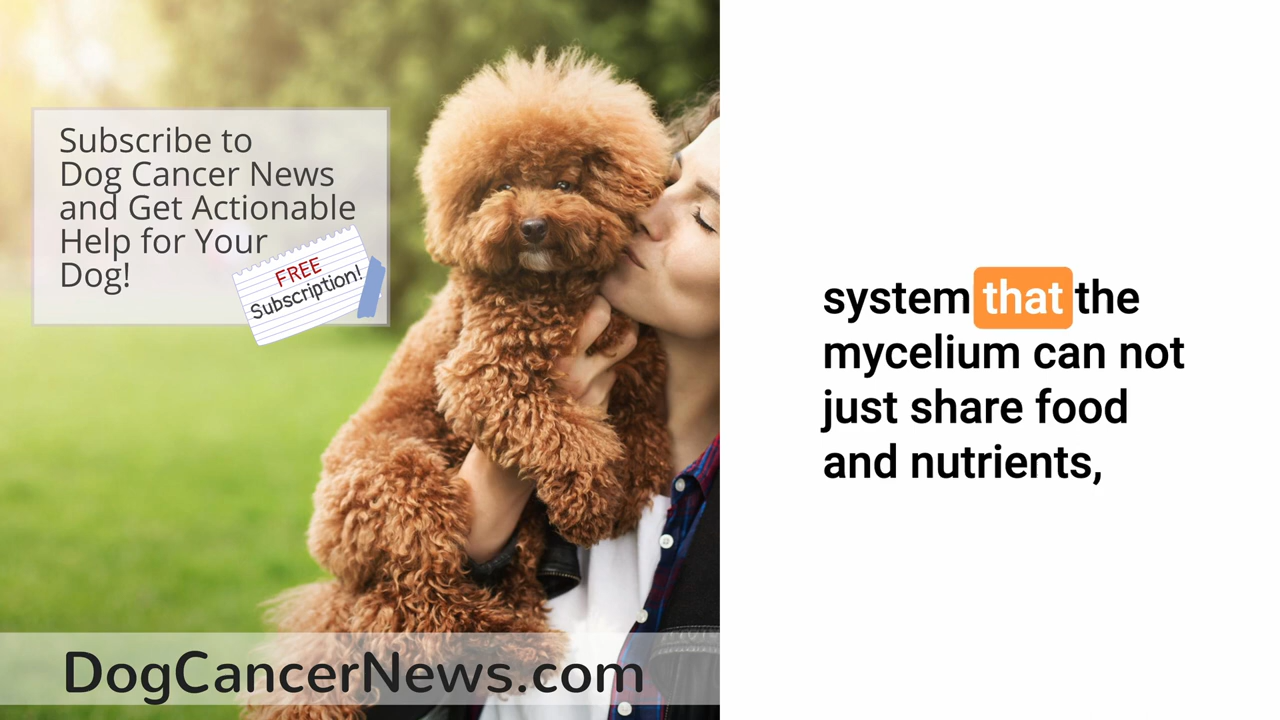 Subscribe to
Dog Cancer News
and Get Actionable
Help for Your
Dog!
FREE
Subscription!
DogCancerNews.com
system that the
mycelium can not
just share food
and nutrients,